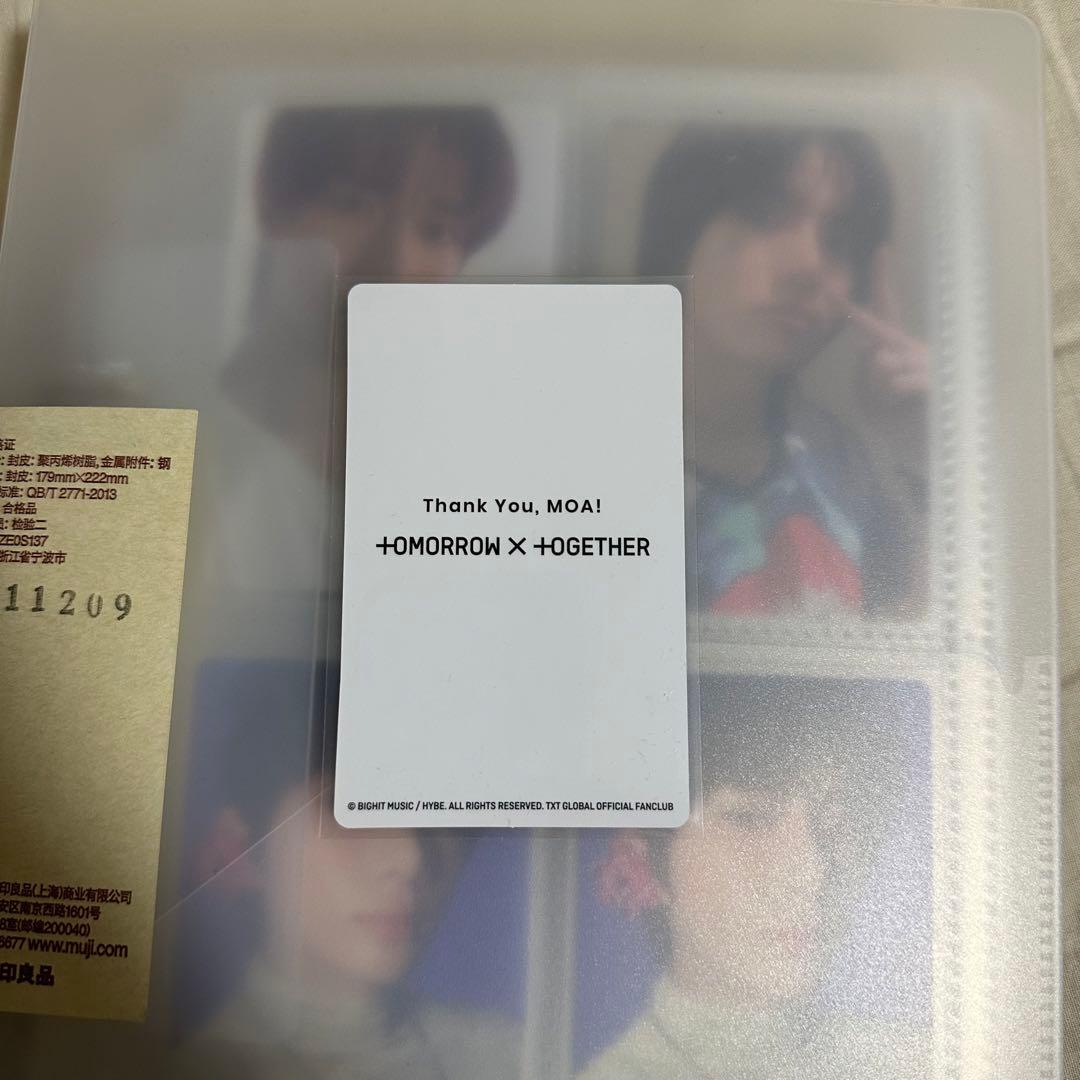 Thank You, MOA!
TOMORROW X TOGETHER
© BIGHIT MUSIC / HYBE. ALL RIGHTS RESERVED. TXT GLOBAL OFFICIAL FANCLUB
格证
: 封皮: 聚丙烯树脂, 金属附件: 钢
: 封皮: 179mm×222mm
标准: QB/T 2771-2013
合格品
: 检验二
ZE0S137
浙江省宁波市
11209
印良品(上海)商业有限公司
安区南京西路1601号
8室(邮编200040)
6677 www.muji.com
印良品